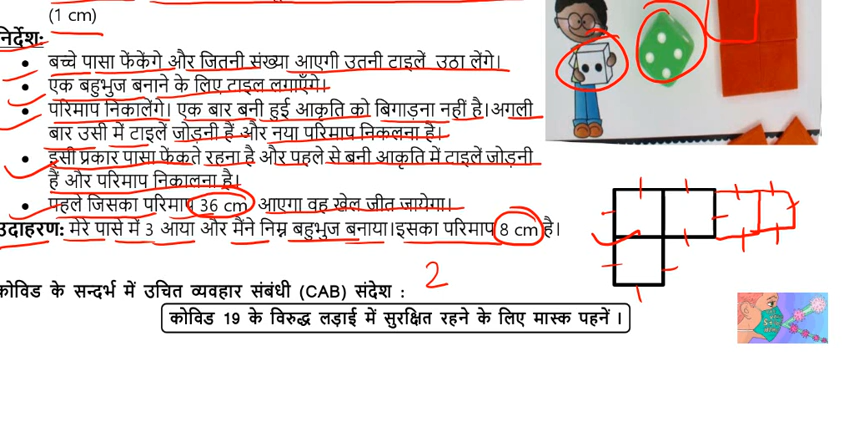 (1 cm)
निर्देश:
• बच्चे पासा फेंकेंगे और जितनी संख्या आएगी उतनी टाइलें उठा लेंगे।
• एक बहुभुज बनाने के लिए टाइल लगाएँगे।
• परिमाप निकालेंगे। एक बार बनी हुई आकृति को बिगाड़ना नहीं है।अगली
बार उसी में टाइलें जोड़नी हैं और नया परिमाप निकलना है।
• इसी प्रकार पासा फेंकते रहना है और पहले से बनी आकृति में टाइलें जोड़नी
हैं और परिमाप निकालना है।
• पहले जिसका परिमाप 36 cm आएगा वह खेल जीत जायेगा।
उदाहरण: मेरे पासे में 3 आया और मैंने निम्न बहुभुज बनाया।इसका परिमाप 8 cm है।
2
कोविड के सन्दर्भ में उचित व्यवहार संबंधी (CAB) संदेश :
कोविड 19 के विरुद्ध लड़ाई में सुरक्षित रहने के लिए मास्क पहनें ।